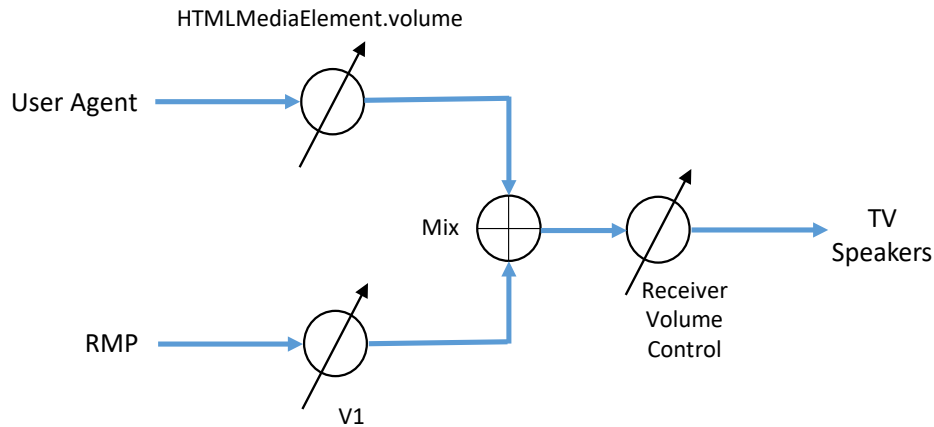 HTMLMediaElement.volume
User Agent
Mix
TV
Speakers
Receiver
Volume
Control
RMP
V1